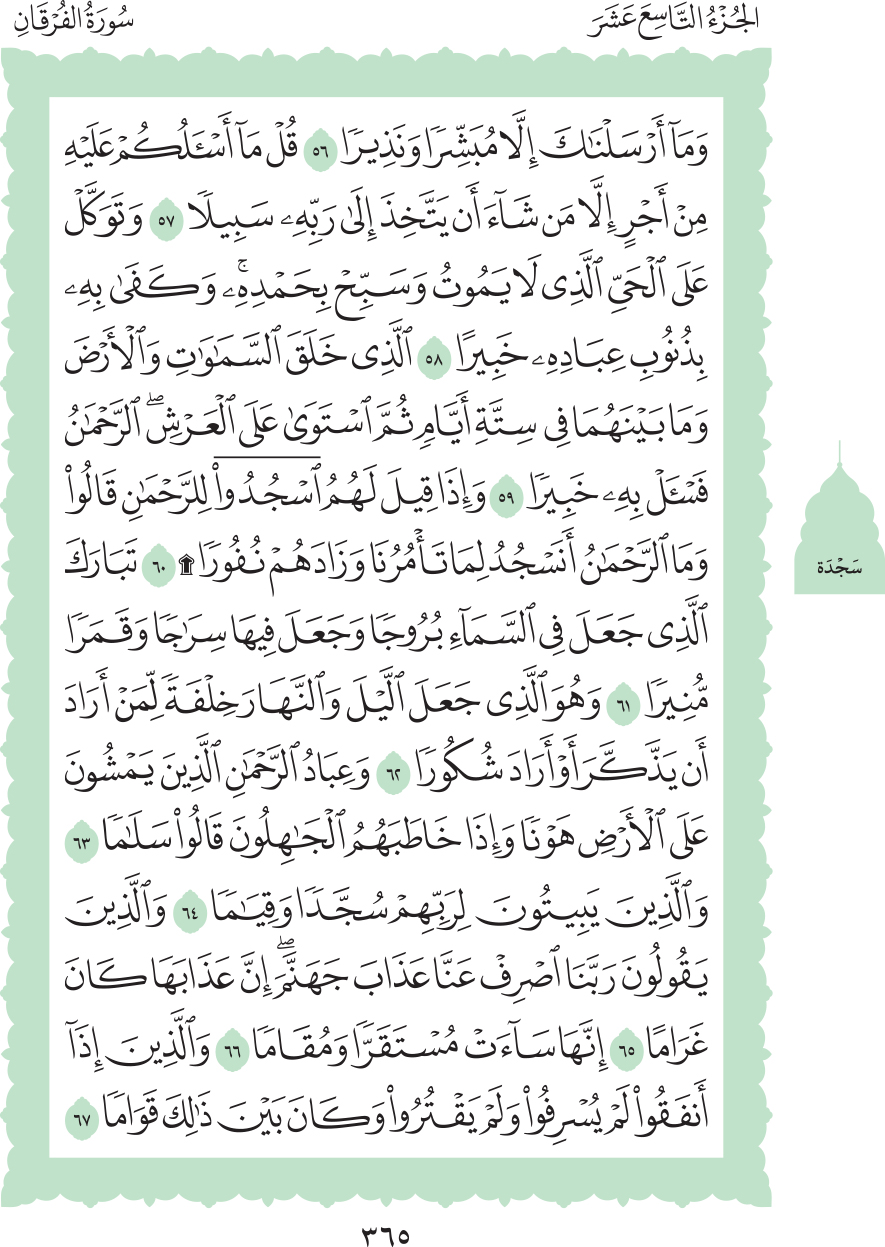 الجُزْءُ التَّاسِعَ عَشَرَ
سُورَةُ الفُرْقَانِ
وَمَآ أَرۡسَلۡنَٰكَ إِلَّا مُبَشِّرٗا وَنَذِيرٗا ٥٦ قُلۡ مَآ أَسۡـَٔلُكُمۡ عَلَيۡهِ
مِنۡ أَجۡرٍ إِلَّا مَن شَآءَ أَن يَتَّخِذَ إِلَىٰ رَبِّهِۦ سَبِيلٗا ٥٧ وَتَوَكَّلۡ
عَلَى ٱلۡحَيِّ ٱلَّذِي لَا يَمُوتُ وَسَبِّحۡ بِحَمۡدِهِۦۚ وَكَفَىٰ بِهِۦ
بِذُنُوبِ عِبَادِهِۦ خَبِيرًا ٥٨ ٱلَّذِي خَلَقَ ٱلسَّمَٰوَٰتِ وَٱلۡأَرۡضَ
وَمَا بَيۡنَهُمَا فِي سِتَّةِ أَيَّامٖ ثُمَّ ٱسۡتَوَىٰ عَلَى ٱلۡعَرۡشِۖ ٱلرَّحۡمَٰنُ
فَسۡـَٔلۡ بِهِۦ خَبِيرٗا ٥٩ وَإِذَا قِيلَ لَهُمُ ٱسۡجُدُواْۤ لِلرَّحۡمَٰنِ قَالُواْ
وَمَا ٱلرَّحۡمَٰنُ أَنَسۡجُدُ لِمَا تَأۡمُرُنَا وَزَادَهُمۡ نُفُورٗا ۩ ٦٠ تَبَارَكَ
ٱلَّذِي جَعَلَ فِي ٱلسَّمَآءِ بُرُوجٗا وَجَعَلَ فِيهَا سِرَٰجٗا وَقَمَرٗا
مُّنِيرٗا ٦١ وَهُوَ ٱلَّذِي جَعَلَ ٱلَّيۡلَ وَٱلنَّهَارَ خِلۡفَةٗ لِّمَنۡ أَرَادَ
أَن يَذَّكَّرَ أَوۡ أَرَادَ شُكُورٗا ٦٢ وَعِبَادُ ٱلرَّحۡمَٰنِ ٱلَّذِينَ يَمۡشُونَ
عَلَى ٱلۡأَرۡضِ هَوۡنٗا وَإِذَا خَاطَبَهُمُ ٱلۡجَٰهِلُونَ قَالُواْ سَلَٰمٗا ٦٣
وَٱلَّذِينَ يَبِيتُونَ لِرَبِّهِمۡ سُجَّدٗا وَقِيَٰمٗا ٦٤ وَٱلَّذِينَ
يَقُولُونَ رَبَّنَا ٱصۡرِفۡ عَنَّا عَذَابَ جَهَنَّمَۖ إِنَّ عَذَابَهَا كَانَ
غَرَامًا ٦٥ إِنَّهَا سَآءَتۡ مُسۡتَقَرّٗا وَمُقَامٗا ٦٦ وَٱلَّذِينَ إِذَآ
أَنفَقُواْ لَمۡ يُسۡرِفُواْ وَلَمۡ يَقۡتُرُواْ وَكَانَ بَيۡنَ ذَٰلِكَ قَوَامٗا ٦٧
سَجْدَة
٣٦٥